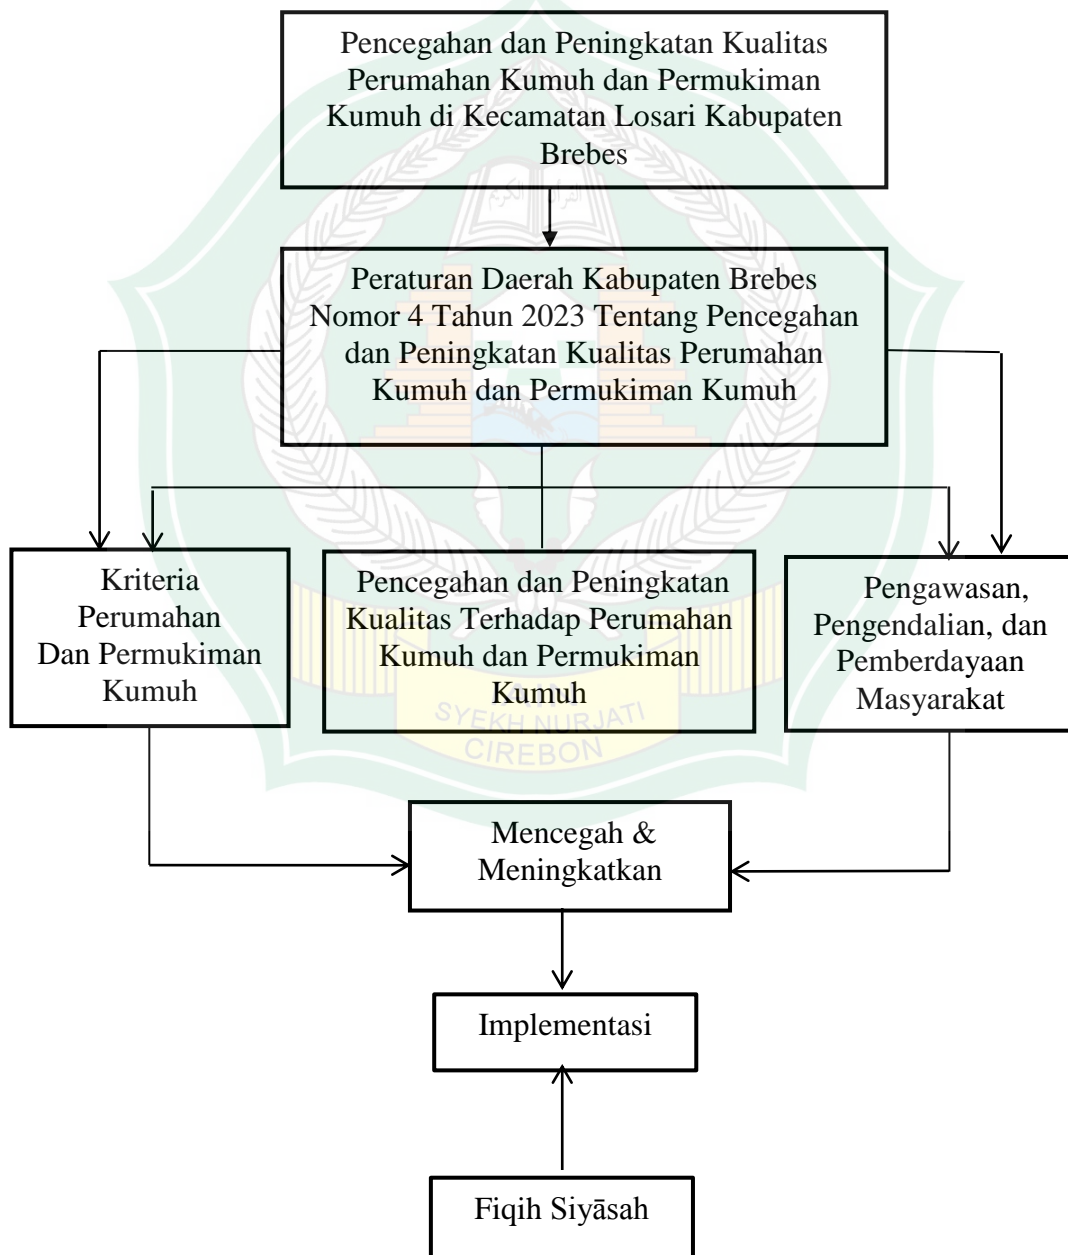 Pencegahan dan Peningkatan Kualitas
Perumahan Kumuh dan Permukiman
Kumuh di Kecamatan Losari Kabupaten
Brebes
القرآن الكريم
Peraturan Daerah Kabupaten Brebes
Nomor 4 Tahun 2023 Tentang Pencegahan
dan Peningkatan Kualitas Perumahan
Kumuh dan Permukiman Kumuh
Kriteria
Perumahan
Dan Permukiman
Kumuh
Pencegahan dan Peningkatan
Kualitas Terhadap Perumahan
Kumuh dan Permukiman
Kumuh
Pengawasan,
Pengendalian, dan
Pemberdayaan
Masyarakat
SYEKH NURJATI
CIREBON
Mencegah &
Meningkatkan
Implementasi
Fiqih Siyāsah